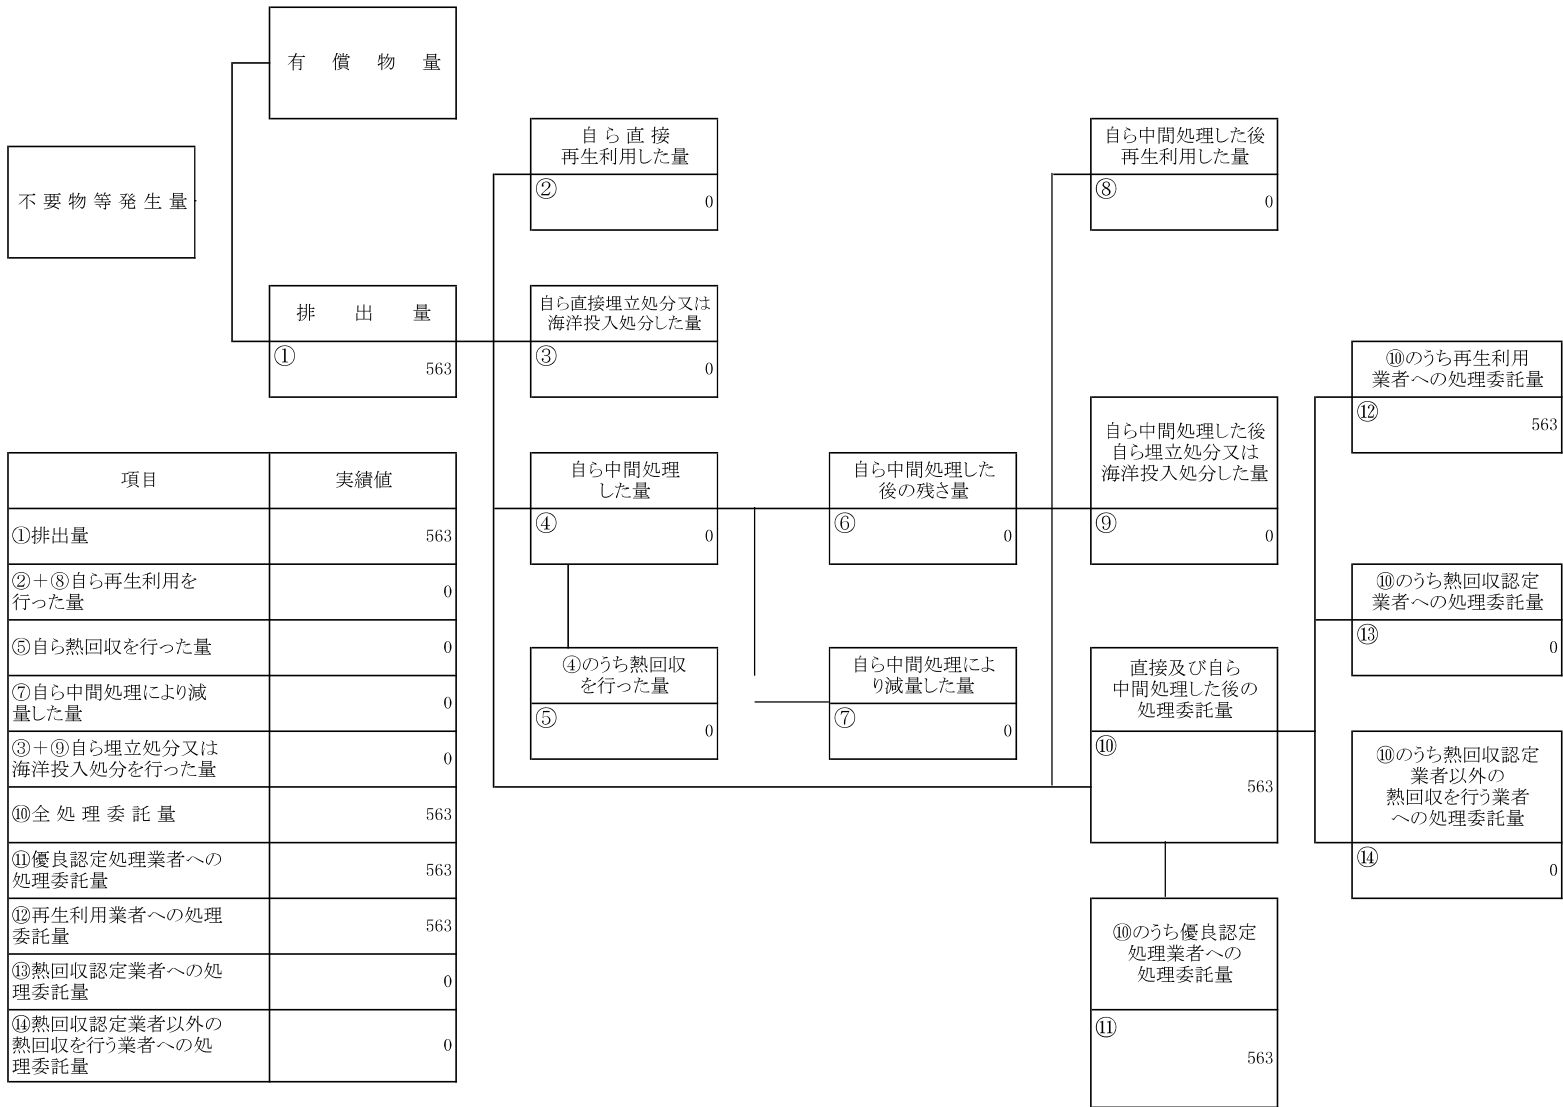 有　償　物　量
不 要 物 等 発 生 量
自 ら 直 接
再生利用した量
②
0
自ら中間処理した後
再生利用した量
⑧
0
排　出　量
①
563
自ら直接埋立処分又は
海洋投入処分した量
③
0
⑩のうち再生利用
業者への処理委託量
⑫
563
自ら中間処理
した量
④
0
自ら中間処理した
後の残さ量
⑥
0
自ら中間処理した後
自ら埋立処分又は
海洋投入処分した量
⑨
0
⑩のうち熱回収認定
業者への処理委託量
⑬
0
④のうち熱回収
を行った量
⑤
0
自ら中間処理によ
り減量した量
⑦
0
直接及び自ら
中間処理した後の
処理委託量
⑩
563
⑩のうち熱回収認定
業者以外の
熱回収を行う業者
への処理委託量
⑭
0
⑩のうち優良認定
処理業者への
処理委託量
⑪
563
項目　実績値
①排出量　563
②＋⑧自ら再生利用を
行った量　0
⑤自ら熱回収を行った量　0
⑦自ら中間処理により減
量した量　0
③＋⑨自ら埋立処分又は
海洋投入処分を行った量　0
⑩全 処 理 委 託 量　563
⑪優良認定処理業者への
処理委託量　563
⑫再生利用業者への処理
委託量　563
⑬熱回収認定業者への処
理委託量　0
⑭熱回収認定業者以外の
熱回収を行う業者への処
理委託量　0